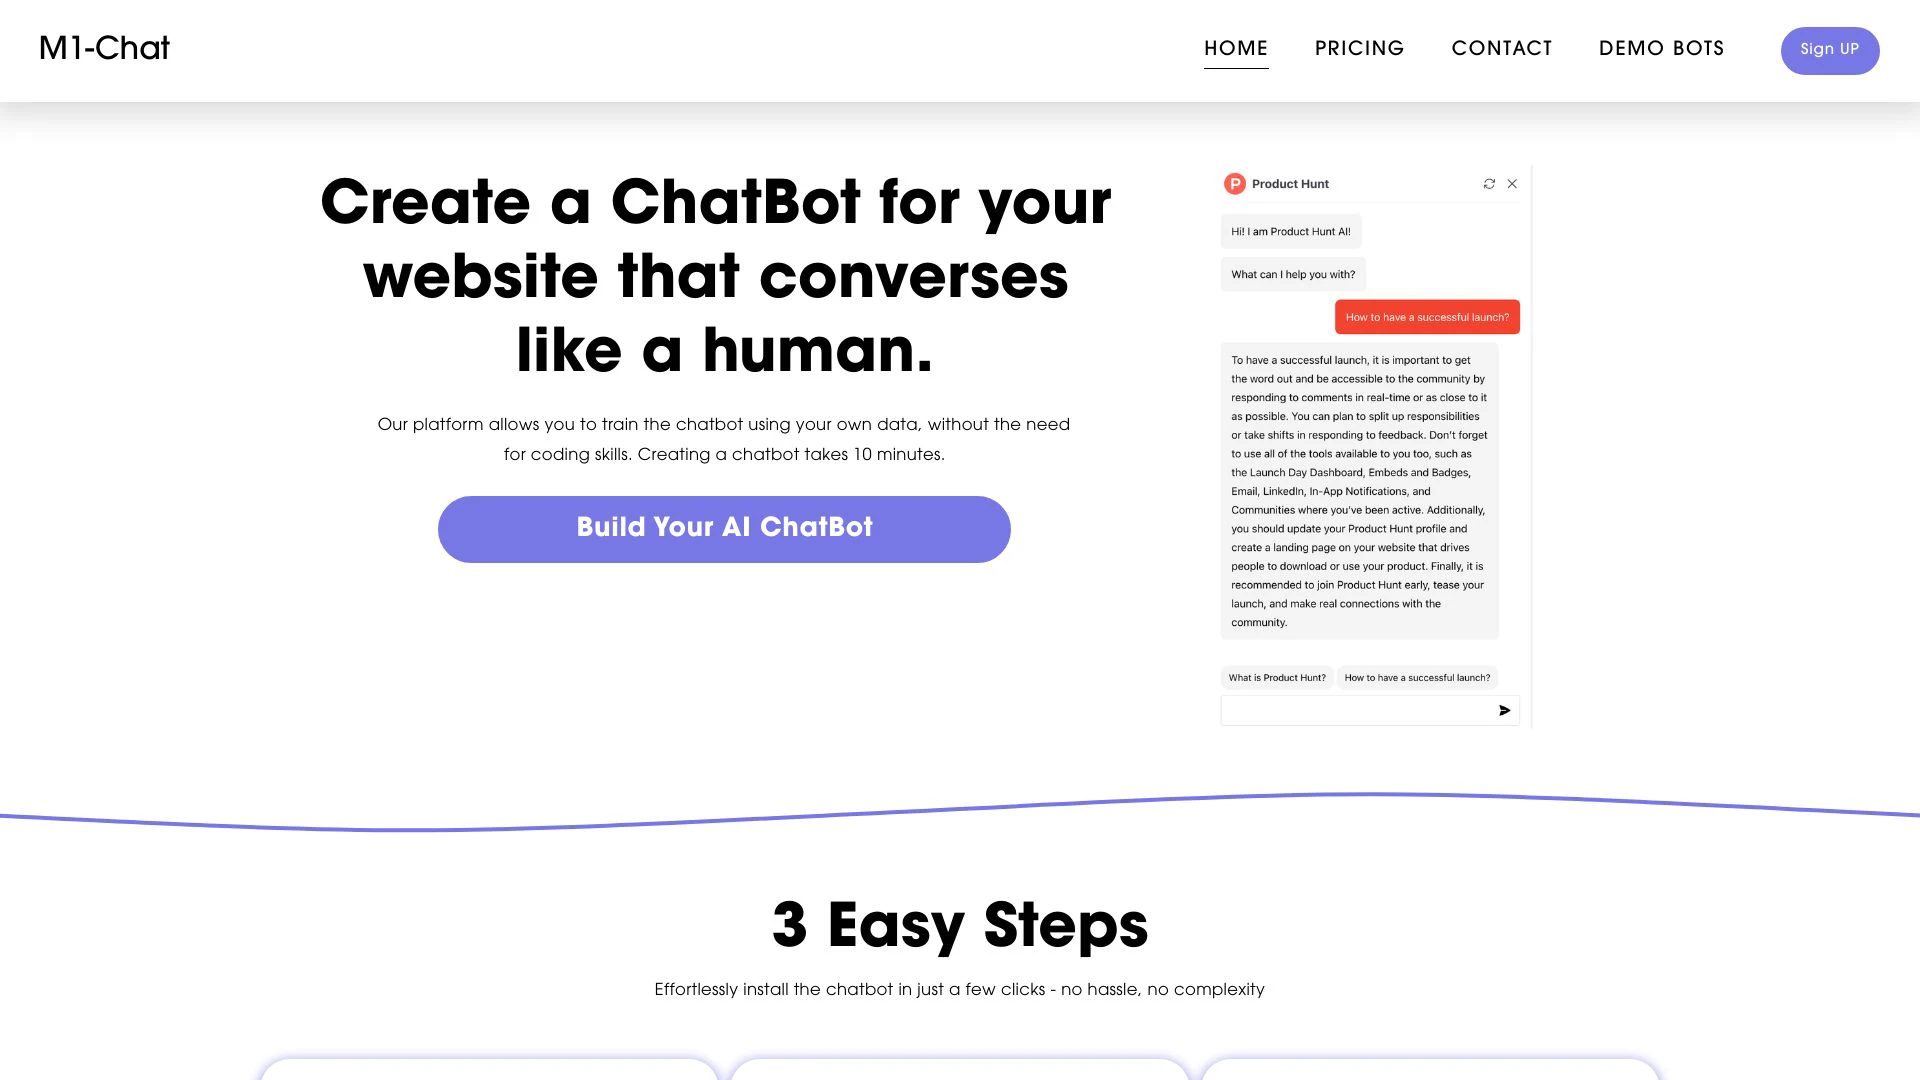 M1-Chat
HOME
PRICING
CONTACT
DEMO BOTS
Sign UP
Create a ChatBot for your
website that converses
like a human.
Our platform allows you to train the chatbot using your own data, without the need
for coding skills. Creating a chatbot takes 10 minutes.
Build Your AI ChatBot
P Product Hunt
Hi! I am Product Hunt AI!
What can I help you with?
How to have a successful launch?
To have a successful launch, it is important to get
the word out and be accessible to the community by
responding to comments in real-time or as close to it
as possible. You can plan to split up responsibilities
or take shifts in responding to feedback. Don't forget
to use all of the tools available to you too, such as
the Launch Day Dashboard, Embeds and Badges,
Email, LinkedIn, In-App Notifications, and
Communities where you've been active. Additionally,
you should update your Product Hunt profile and
create a landing page on your website that drives
people to download or use your product. Finally, it is
recommended to join Product Hunt early, tease your
launch, and make real connections with the
community.
What is Product Hunt?
How to have a successful launch?
3 Easy Steps
Effortlessly install the chatbot in just a few clicks - no hassle, no complexity